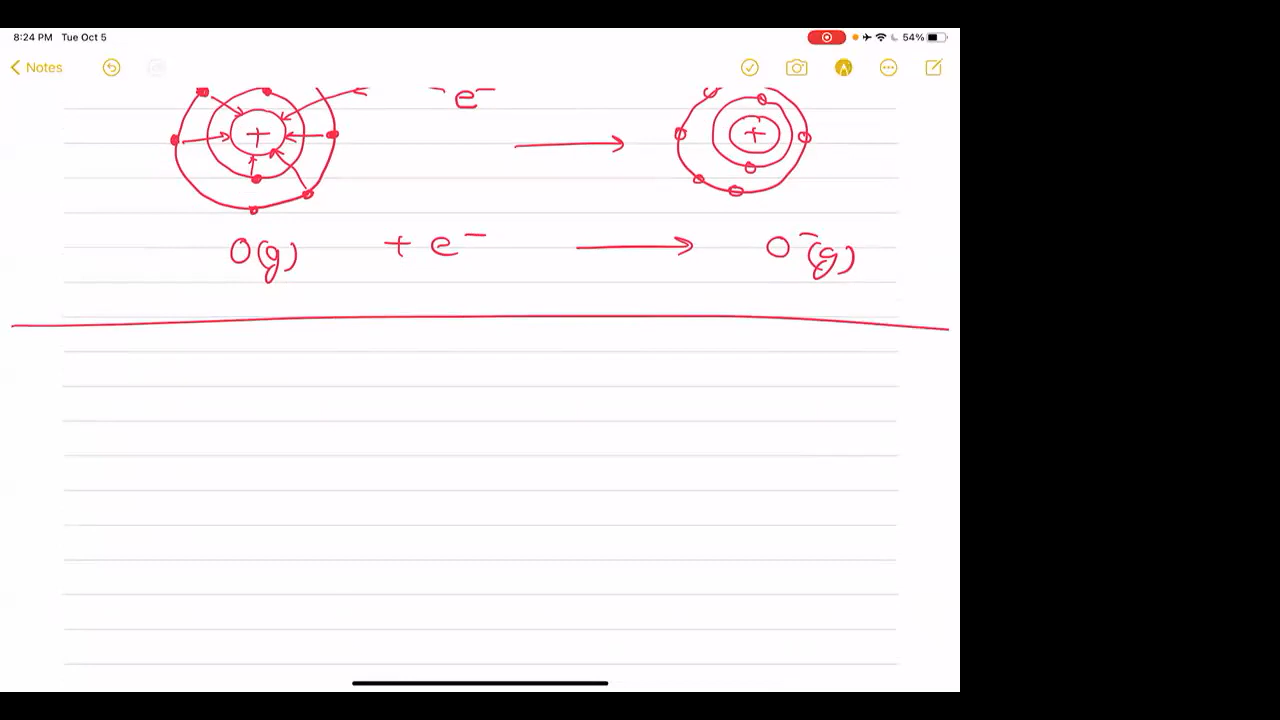 8:24 PM Tue Oct 5
54%
Notes
+ e⁻ +
O(g) + e⁻ → O⁻(g)